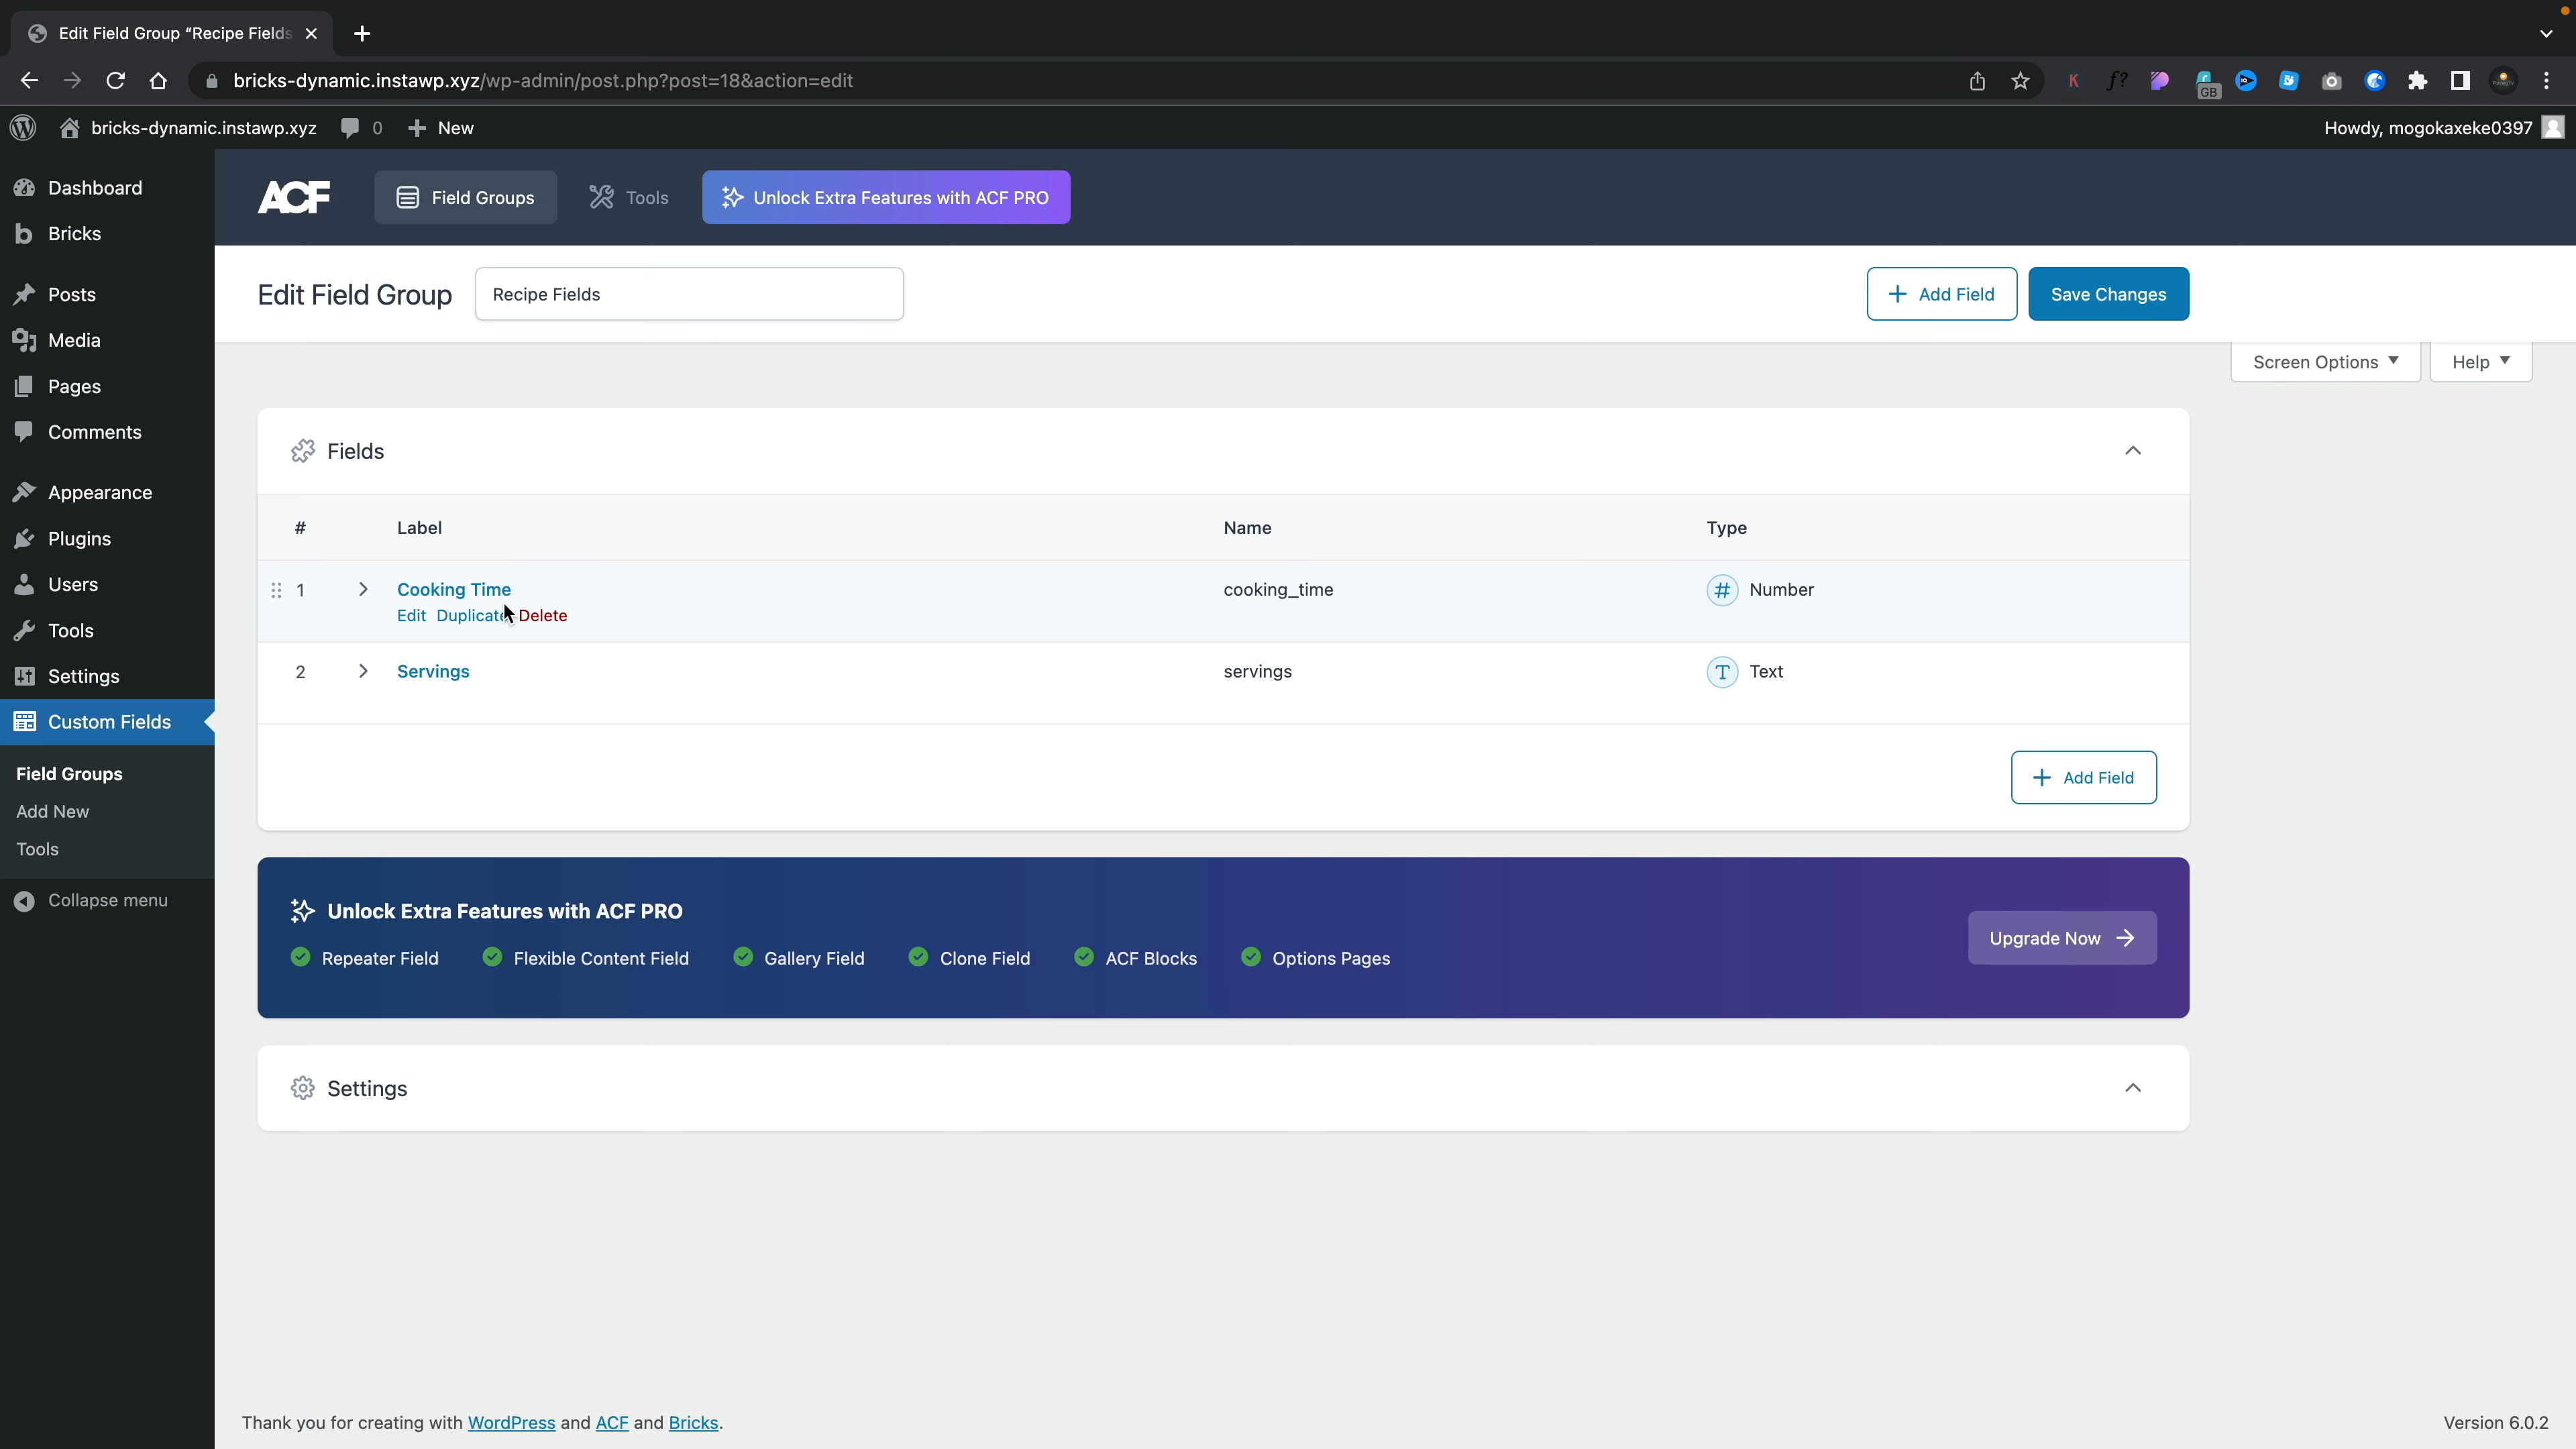 Edit Field Group “Recipe Fields
bricks-dynamic.instawp.xyz/wp-admin/post.php?post=18&action=edit
GB
bricks-dynamic.instawp.xyz 0 New
Howdy, mogokaxeke0397
Dashboard
Bricks
Posts
Media
Pages
Comments
Appearance
Plugins
Users
Tools
Settings
Custom Fields
Field Groups
Add New
Tools
Collapse menu
ACF Field Groups Tools Unlock Extra Features with ACF PRO
Edit Field Group Recipe Fields Add Field Save Changes
Screen Options Help
Fields
# Label Name Type
1 Cooking Time cooking_time Number
Edit Duplicate Delete
2 Servings servings Text
Add Field
Unlock Extra Features with ACF PRO
Repeater Field Flexible Content Field Gallery Field Clone Field ACF Blocks Options Pages
Upgrade Now
Settings
Thank you for creating with WordPress and ACF and Bricks.
Version 6.0.2